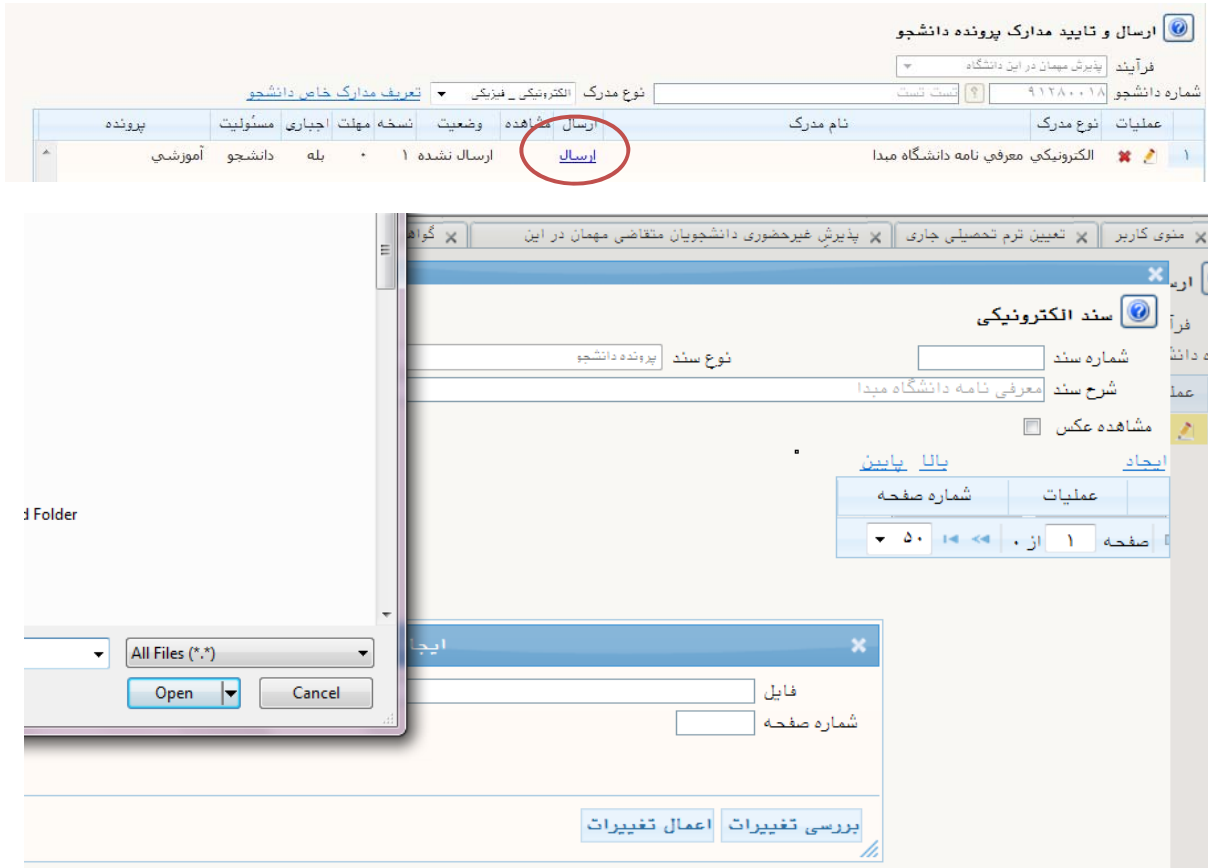 ارسال و تایید مدارک پرونده دانشجو
فرآیند پذیرش مهمان در این دانشگاه
شماره دانشجو ۹۱۲۸۰۰۱۸ ؟ تست تست نوع مدرک الکترونیکی _ فیزیکی تعریف مدارک خاص دانشجو
عملیات نوع مدرک نام مدرک ارسال مشاهده وضعیت نسخه مهلت اجباری مسئولیت پرونده
۱ الکترونیکي معرفي نامه دانشگاه مبدا ارسال ارسال نشده ۱ ۰ بله دانشجو آموزشي
منوی کاربر تعیین ترم تحصیلی جاری پذیرش غیرحضوری دانشجویان متقاضی مهمان در این
سند الکترونیکی
شماره سند نوع سند پرونده دانشجو
شرح سند معرفی نامه دانشگاه مبدا
مشاهده عکس
ایجاد بالا پایین
عملیات شماره صفحه
صفحه ۱ از ۰ ۵۰
Folder
All Files (*.*)
Open Cancel
فایل
شماره صفحه
بررسی تغییرات اعمال تغییرات